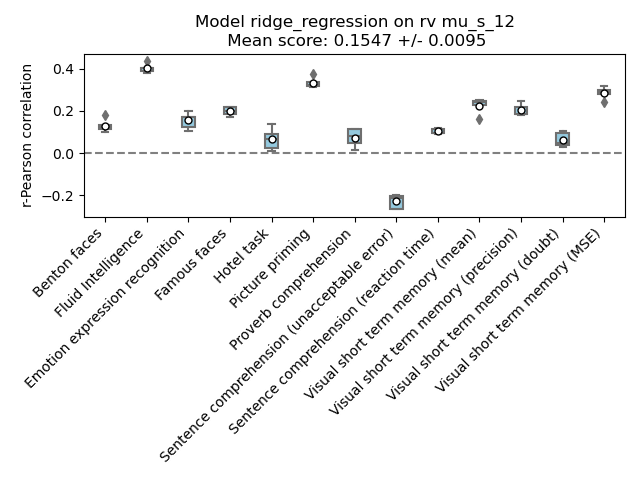 Model ridge_regression on rv mu_s_12
Mean score: 0.1547 +/- 0.0095
r-Pearson correlation
0.4
0.2
0.0
−0.2
Benton faces
Fluid Intelligence
Emotion expression recognition
Famous faces
Hotel task
Picture priming
Proverb comprehension
Sentence comprehension (unacceptable error)
Sentence comprehension (reaction time)
Visual short term memory (mean)
Visual short term memory (precision)
Visual short term memory (doubt)
Visual short term memory (MSE)